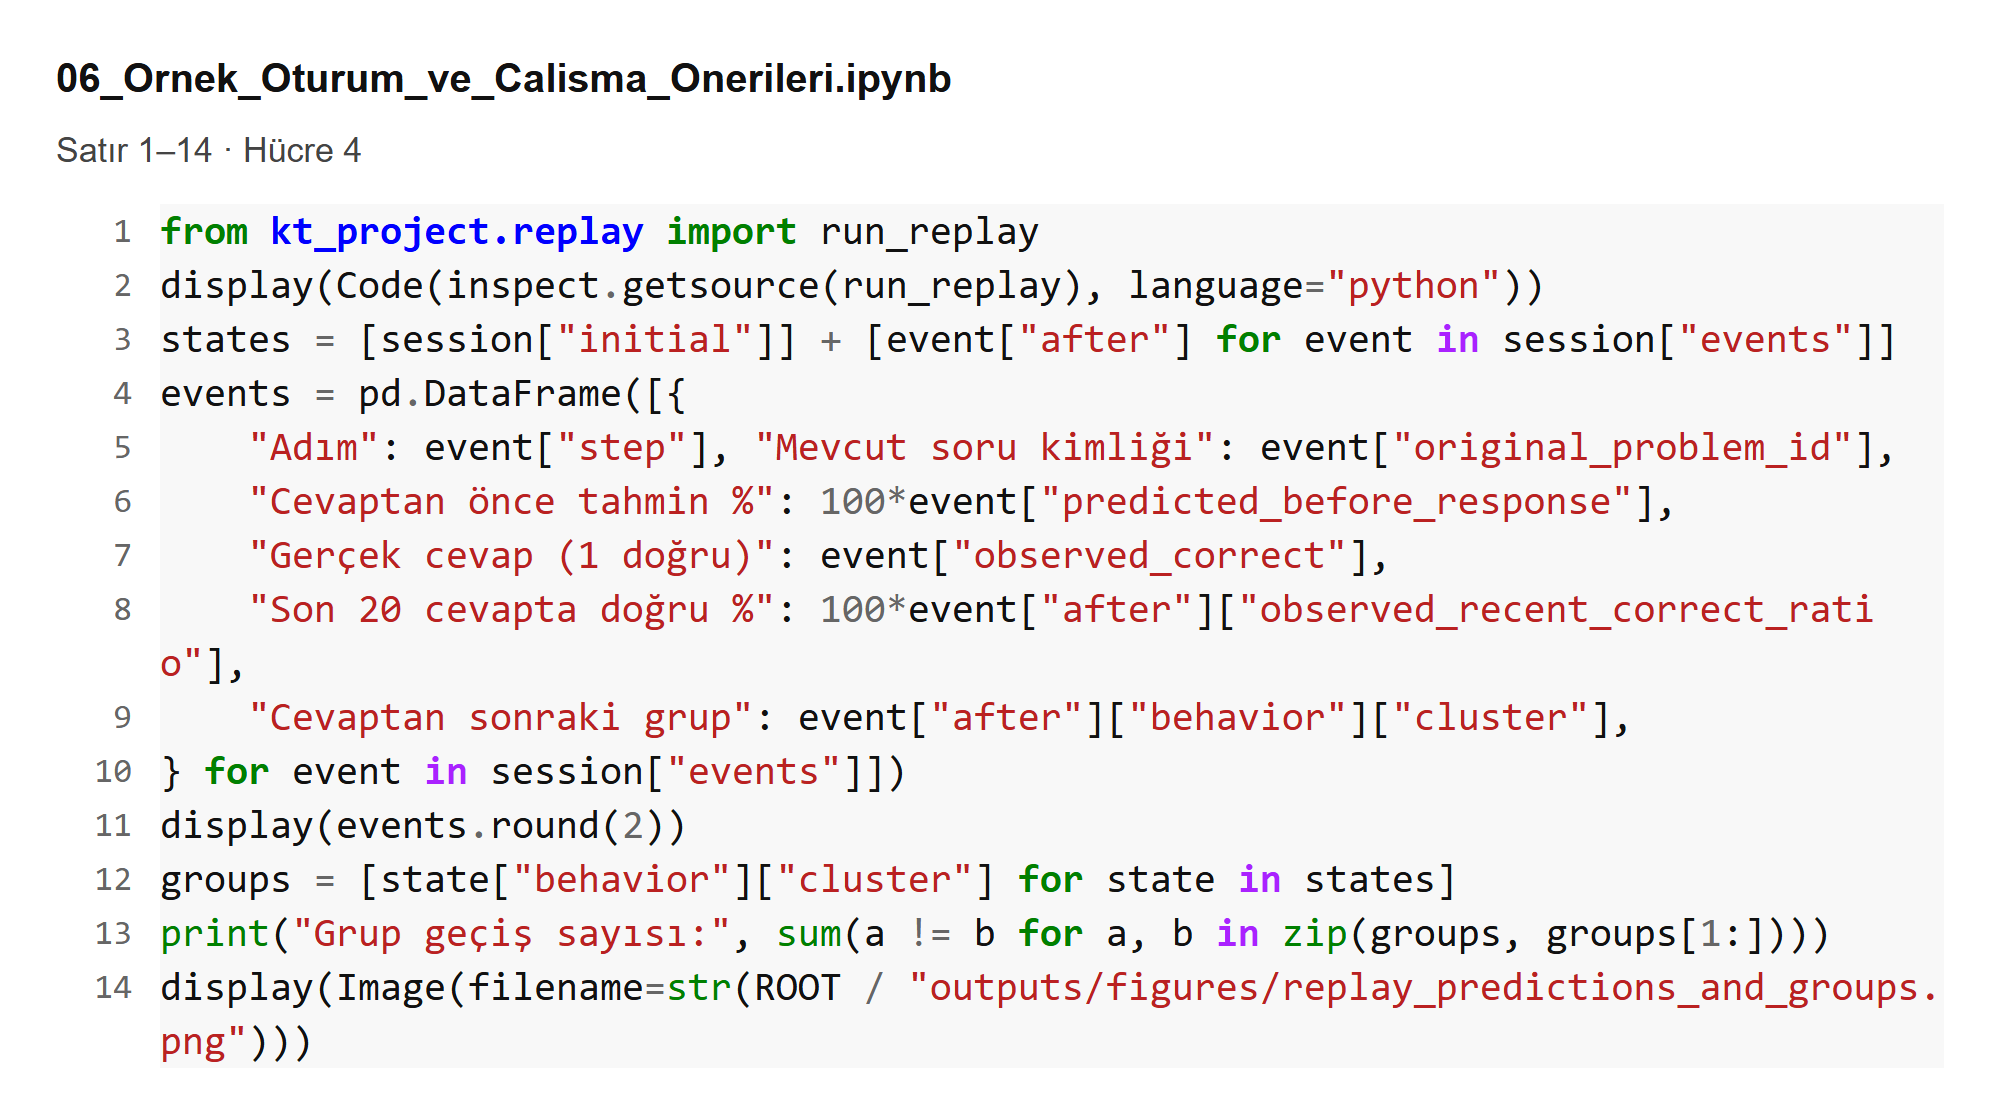 06_Ornek_Oturum_ve_Calisma_Onerileri.ipynb
Satır 1–14 · Hücre 4
1 from kt_project.replay import run_replay
2 display(Code(inspect.getsource(run_replay), language="python"))
3 states = [session["initial"]] + [event["after"] for event in session["events"]]
4 events = pd.DataFrame([{
5     "Adım": event["step"], "Mevcut soru kimliği": event["original_problem_id"],
6     "Cevaptan önce tahmin %": 100*event["predicted_before_response"],
7     "Gerçek cevap (1 doğru)": event["observed_correct"],
8     "Son 20 cevapta doğru %": 100*event["after"]["observed_recent_correct_rati
o"],
9     "Cevaptan sonraki grup": event["after"]["behavior"]["cluster"],
10 } for event in session["events"]])
11 display(events.round(2))
12 groups = [state["behavior"]["cluster"] for state in states]
13 print("Grup geçiş sayısı:", sum(a != b for a, b in zip(groups, groups[1:])))
14 display(Image(filename=str(ROOT / "outputs/figures/replay_predictions_and_groups.
png")))